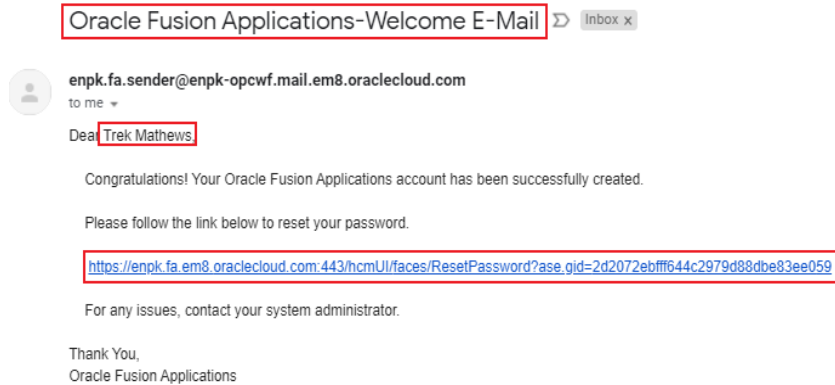 Oracle Fusion Applications-Welcome E-Mail Inbox x
enpk.fa.sender@enpk-opcwf.mail.em8.oraclecloud.com
to me
Dear Trek Mathews,
Congratulations! Your Oracle Fusion Applications account has been successfully created.
Please follow the link below to reset your password.
https://enpk.fa.em8.oraclecloud.com:443/hcmUI/faces/ResetPassword?ase.gid=2d2072ebfff644c2979d88dbe83ee059
For any issues, contact your system administrator.
Thank You,
Oracle Fusion Applications